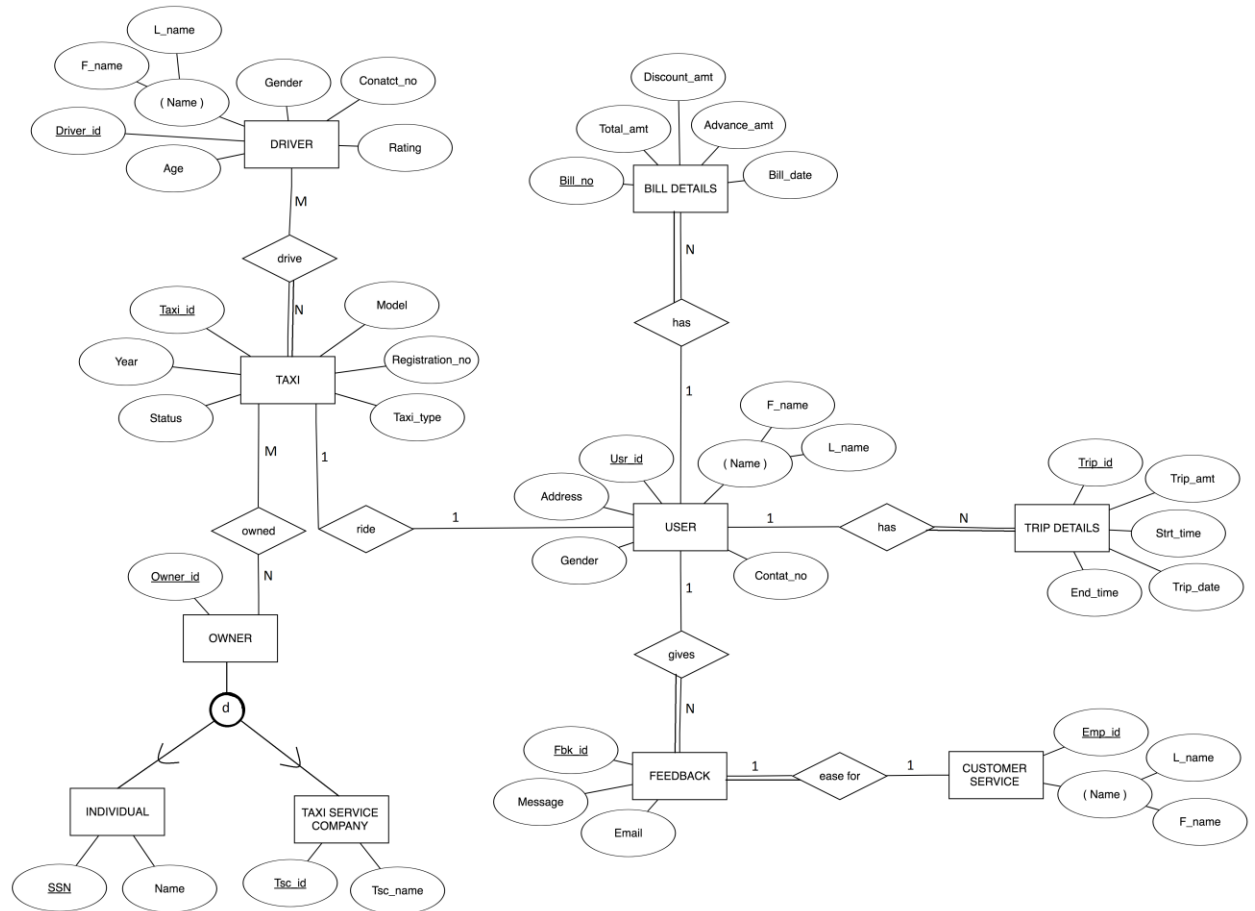 L_name
F_name
Gender
Conatct_no
( Name )
Driver_id
DRIVER
Rating
Age
M
drive
N
Taxi_id
Model
Year
Registration_no
TAXI
Status
Taxi_type
M
1
owned
ride
1
N
Owner_id
OWNER
d
INDIVIDUAL
TAXI SERVICE
COMPANY
SSN
Name
Tsc_id
Tsc_name
Discount_amt
Total_amt
Advance_amt
Bill_no
BILL DETAILS
Bill_date
N
has
1
F_name
Usr_id
( Name )
L_name
Address
USER
Gender
Contat_no
1
has
N
Trip_id
Trip_amt
TRIP DETAILS
Strt_time
End_time
Trip_date
1
gives
N
Fbk_id
FEEDBACK
Message
Email
1
ease for
1
Emp_id
CUSTOMER
SERVICE
L_name
( Name )
F_name